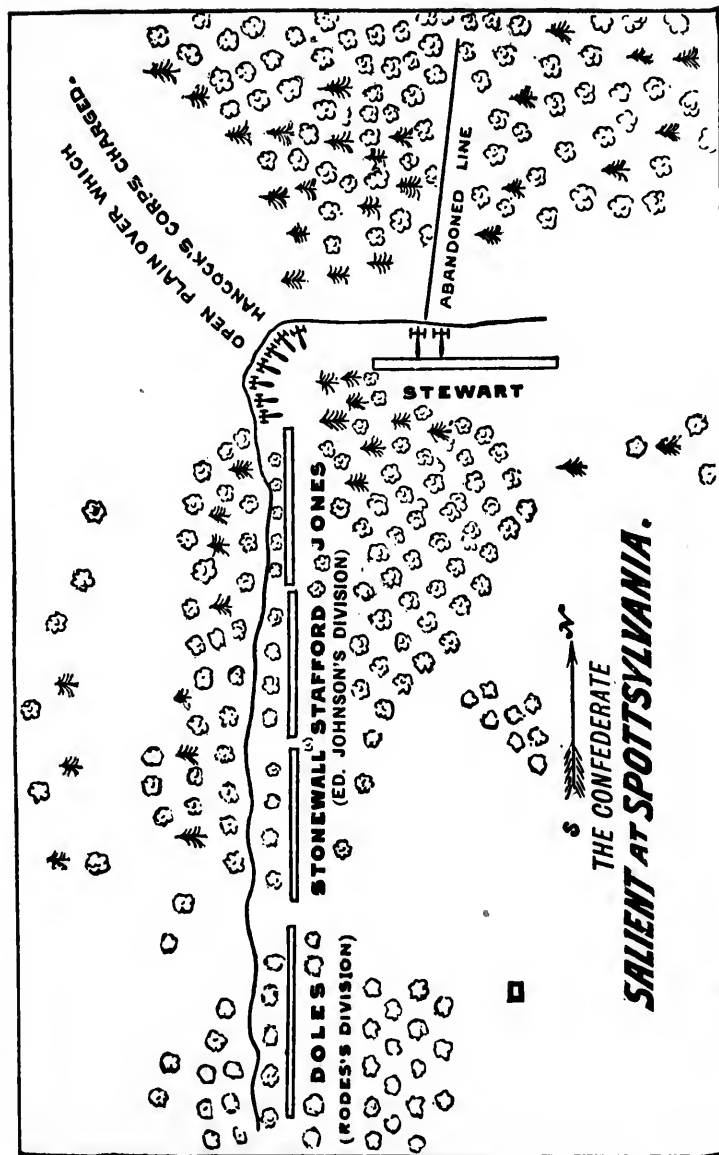 OPEN PLAIN OVER WHICH
HANCOCK'S CORPS CHARGED.
ABANDONED LINE
STEWART
JONES
STAFFORD
STONEWALL (?)
(ED. JOHNSON'S DIVISION)
DOLES
(RODES'S DIVISION)
S N
THE CONFEDERATE
SALIENT AT SPOTTSYLVANIA.